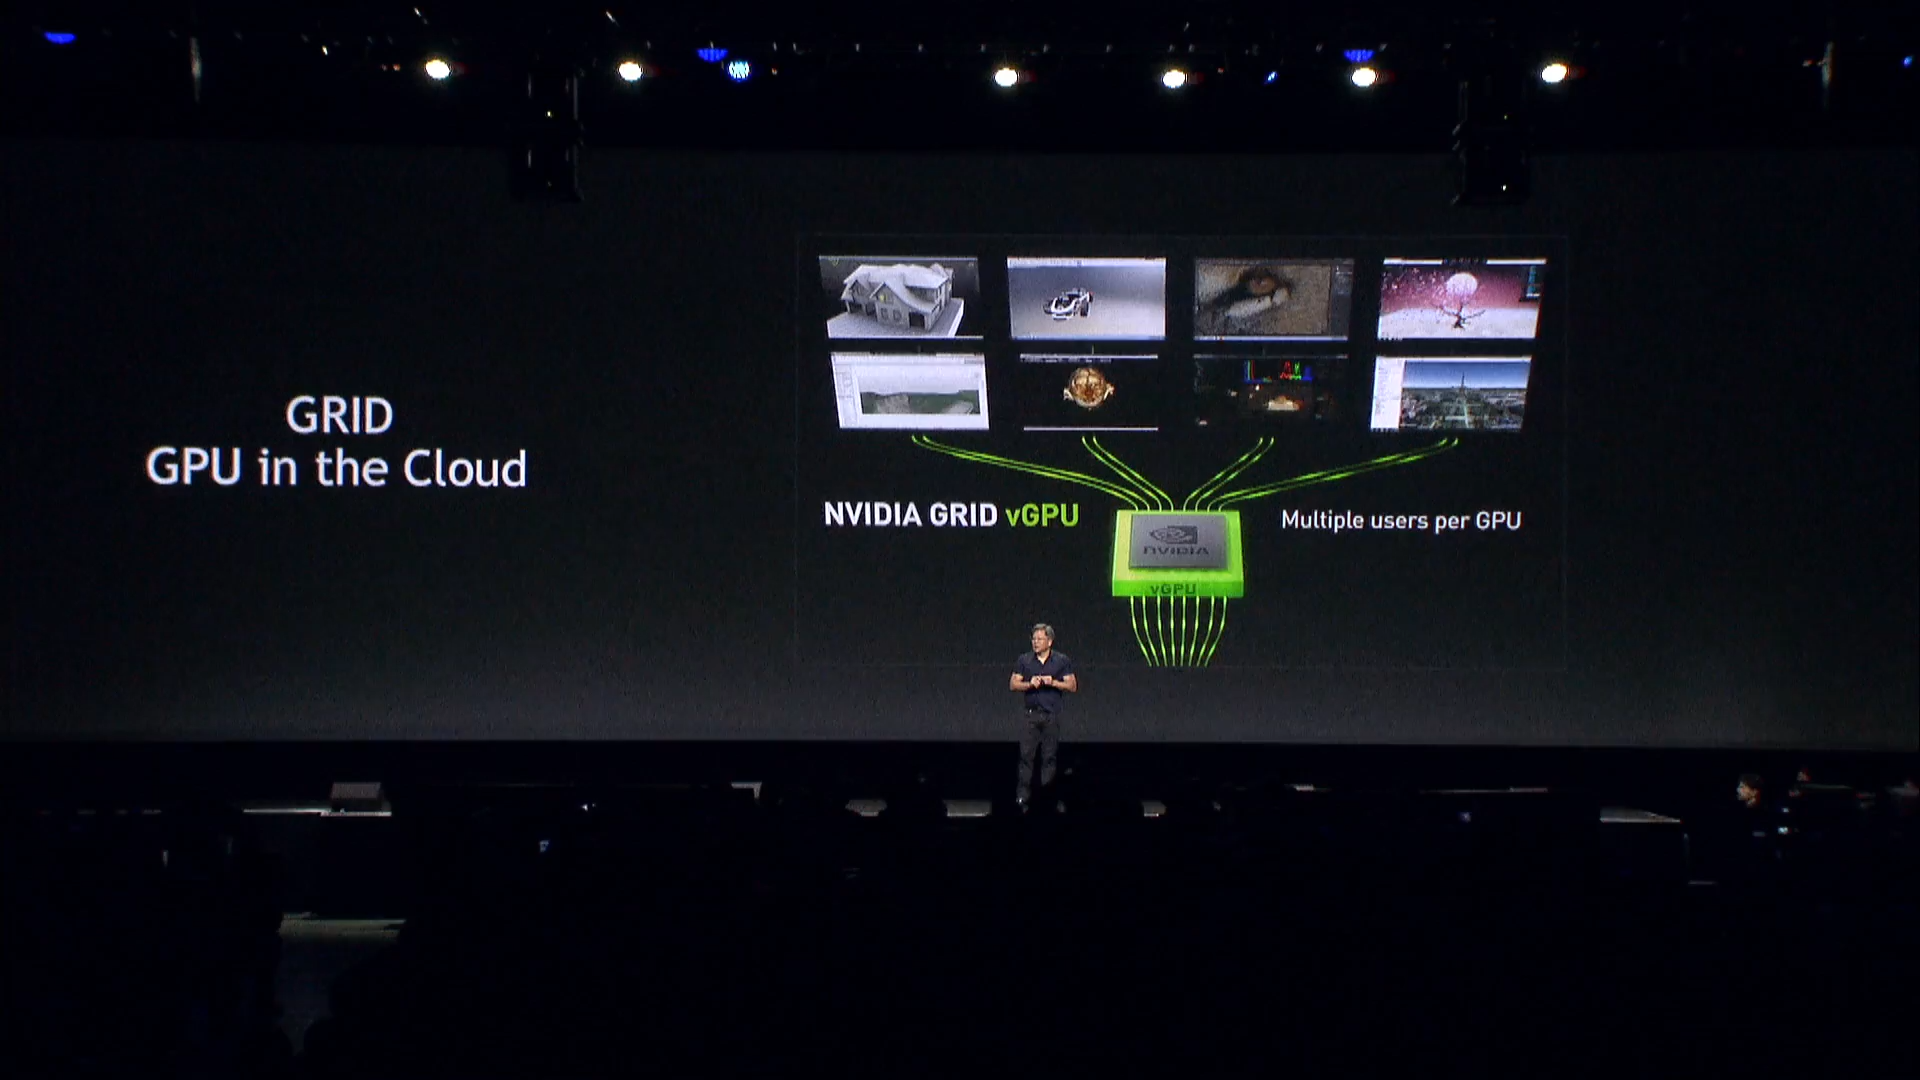 GRID
GPU in the Cloud
NVIDIA GRID vGPU
Multiple users per GPU
NVIDIA
vGPU